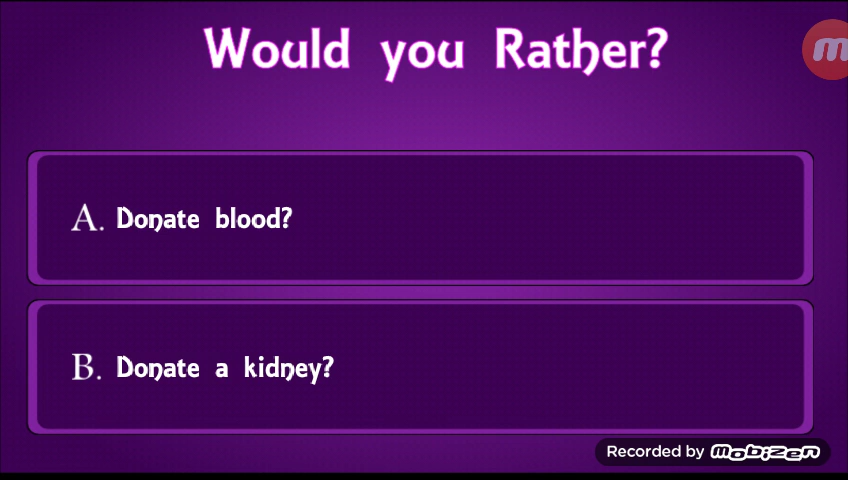 Would you Rather?
m
A. Donate blood?
B. Donate a kidney?
Recorded by mobizen